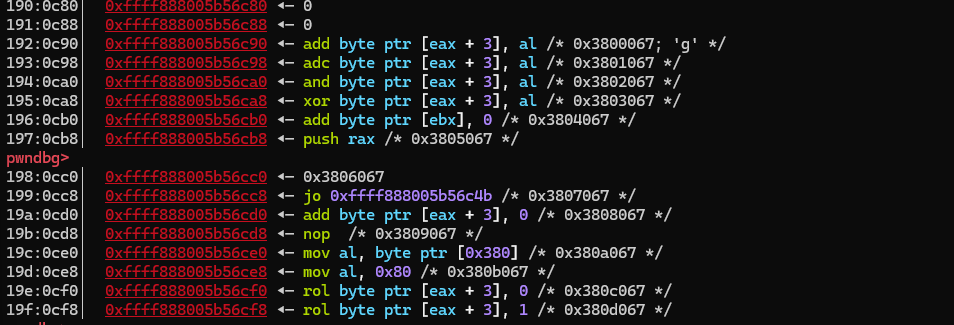 190:0c80│  0xffff888005b56c80 ◂— 0
191:0c88│  0xffff888005b56c88 ◂— 0
192:0c90│  0xffff888005b56c90 ◂— add byte ptr [eax + 3], al /* 0x3800067; 'g' */
193:0c98│  0xffff888005b56c98 ◂— adc byte ptr [eax + 3], al /* 0x3801067 */
194:0ca0│  0xffff888005b56ca0 ◂— and byte ptr [eax + 3], al /* 0x3802067 */
195:0ca8│  0xffff888005b56ca8 ◂— xor byte ptr [eax + 3], al /* 0x3803067 */
196:0cb0│  0xffff888005b56cb0 ◂— add byte ptr [ebx], 0 /* 0x3804067 */
197:0cb8│  0xffff888005b56cb8 ◂— push rax /* 0x3805067 */
pwndbg>
198:0cc0│  0xffff888005b56cc0 ◂— 0x3806067
199:0cc8│  0xffff888005b56cc8 ◂— jo 0xffff888005b56c4b /* 0x3807067 */
19a:0cd0│  0xffff888005b56cd0 ◂— add byte ptr [eax + 3], 0 /* 0x3808067 */
19b:0cd8│  0xffff888005b56cd8 ◂— nop  /* 0x3809067 */
19c:0ce0│  0xffff888005b56ce0 ◂— mov al, byte ptr [0x380] /* 0x380a067 */
19d:0ce8│  0xffff888005b56ce8 ◂— mov al, 0x80 /* 0x380b067 */
19e:0cf0│  0xffff888005b56cf0 ◂— rol byte ptr [eax + 3], 0 /* 0x380c067 */
19f:0cf8│  0xffff888005b56cf8 ◂— rol byte ptr [eax + 3], 1 /* 0x380d067 */